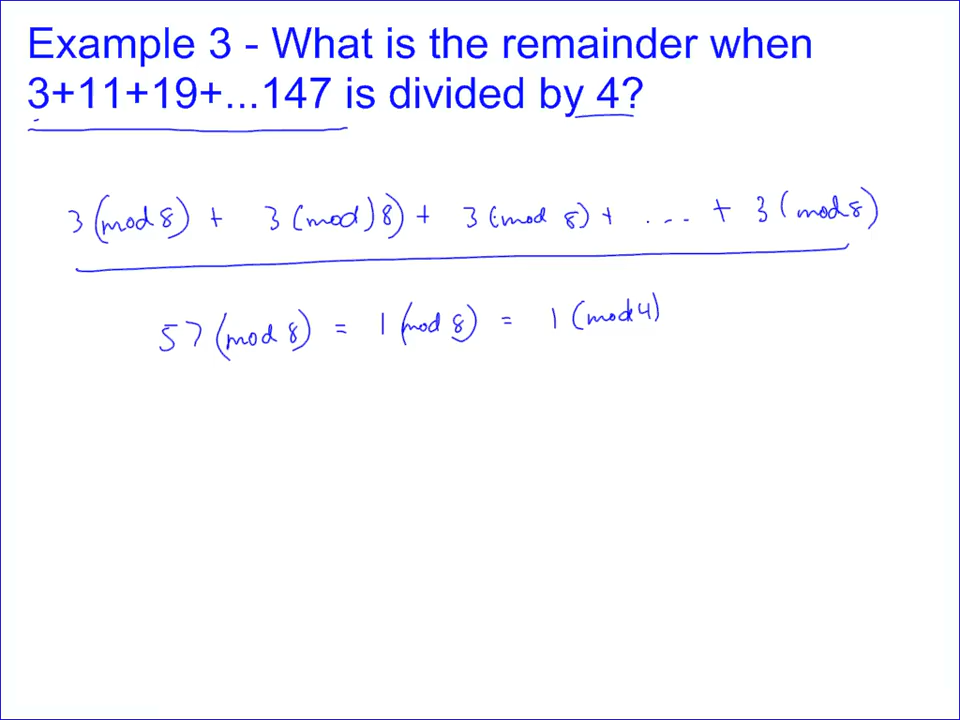 Example 3 - What is the remainder when
3+11+19+...147 is divided by 4?
3 (mod 8) + 3 (mod) 8) + 3 (mod 8) + ... + 3 (mod 8)
57 (mod 8) = 1 (mod 8) = 1 (mod 4)